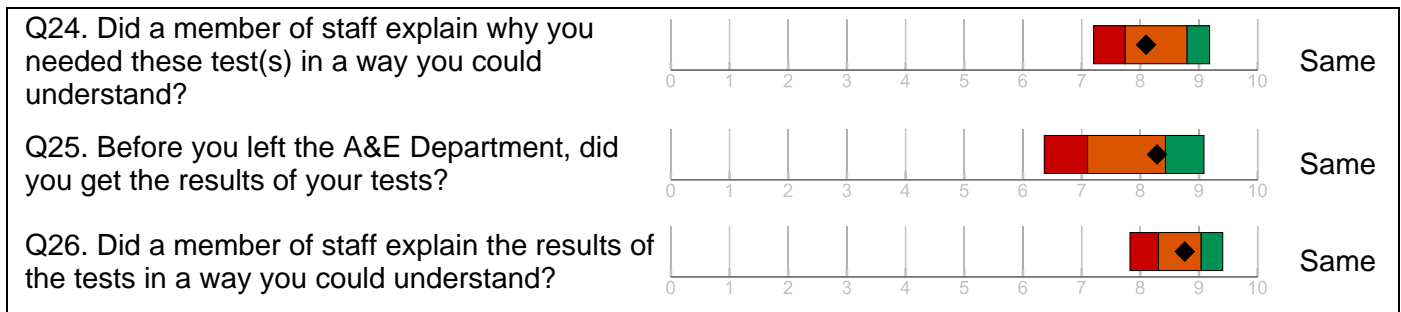 Q24. Did a member of staff explain why you
needed these test(s) in a way you could
understand?
0 1 2 3 4 5 6 7 8 9 10
Same
Q25. Before you left the A&E Department, did
you get the results of your tests?
0 1 2 3 4 5 6 7 8 9 10
Same
Q26. Did a member of staff explain the results of
the tests in a way you could understand?
0 1 2 3 4 5 6 7 8 9 10
Same